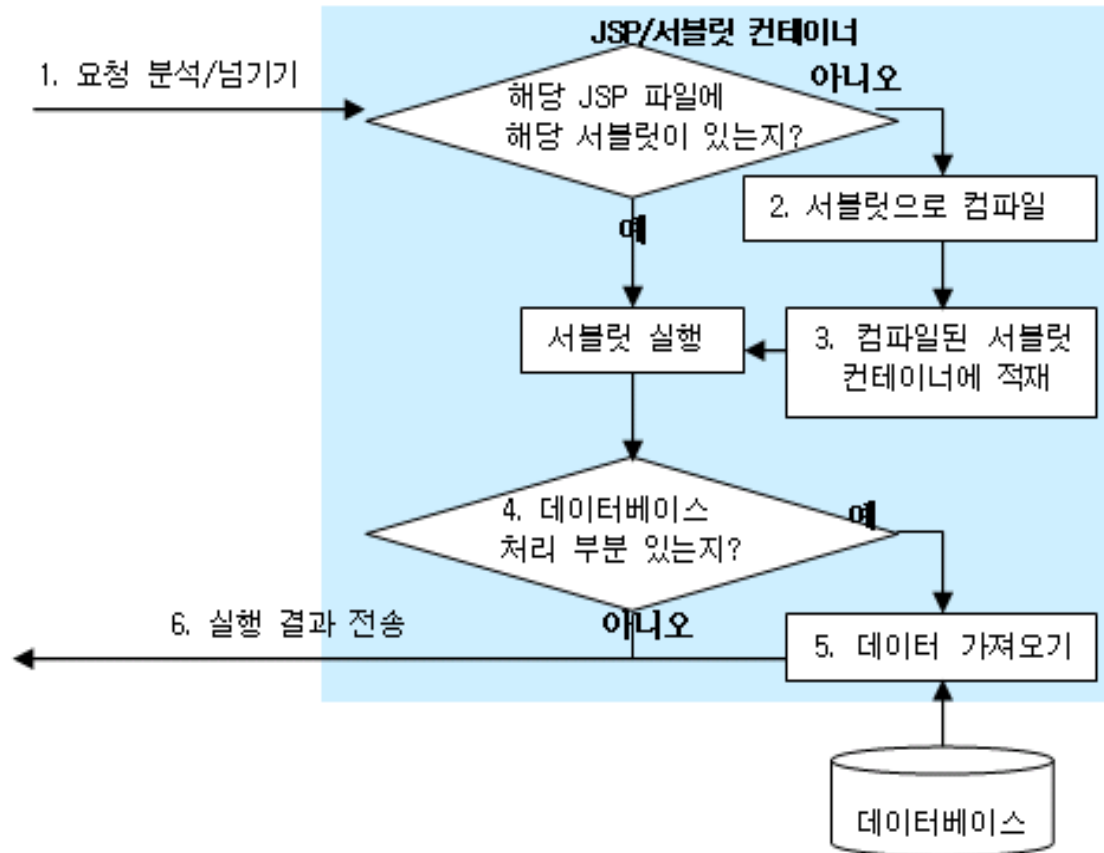 JSP/서블릿 컨테이너
1. 요청 분석/넘기기
아니오
해당 JSP 파일에
해당 서블릿이 있는지?
2. 서블릿으로 컴파일
예
서블릿 실행
3. 컴파일된 서블릿
컨테이너에 적재
4. 데이터베이스
처리 부분 있는지?
예
6. 실행 결과 전송
아니오
5. 데이터 가져오기
데이터베이스